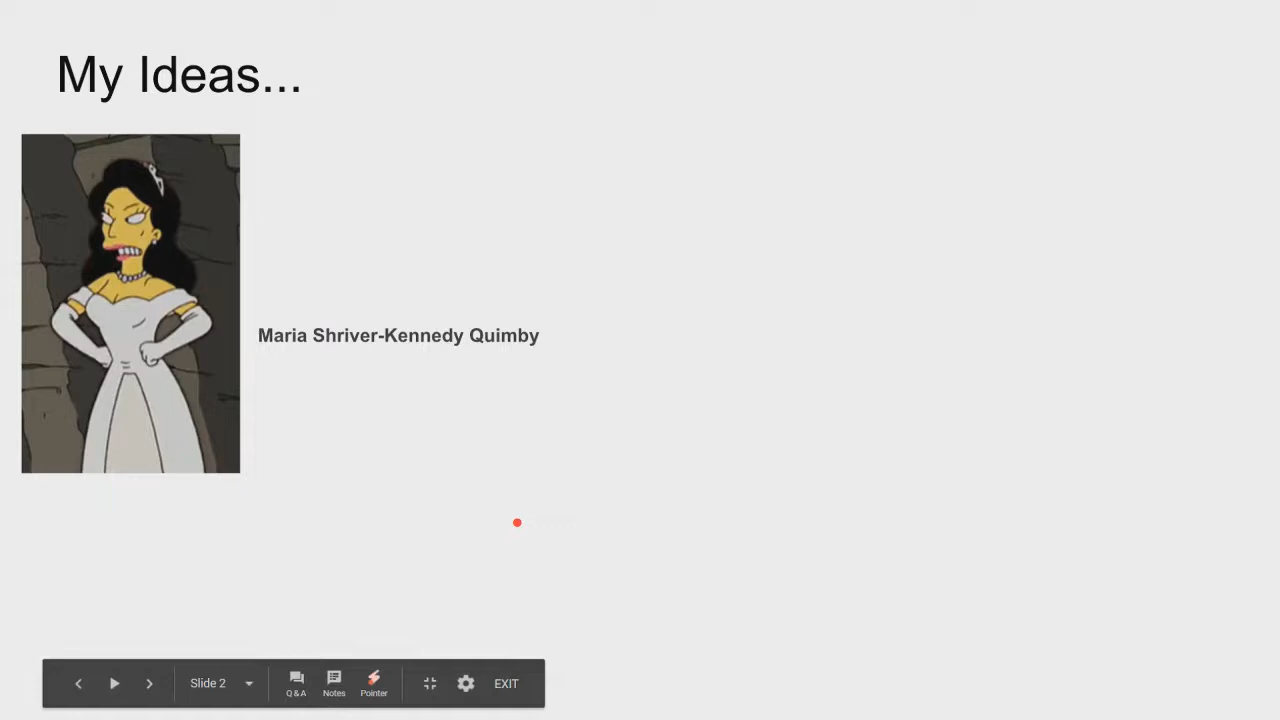 My Ideas...
Maria Shriver-Kennedy Quimby
Slide 2
Q & A
Notes
Pointer
EXIT